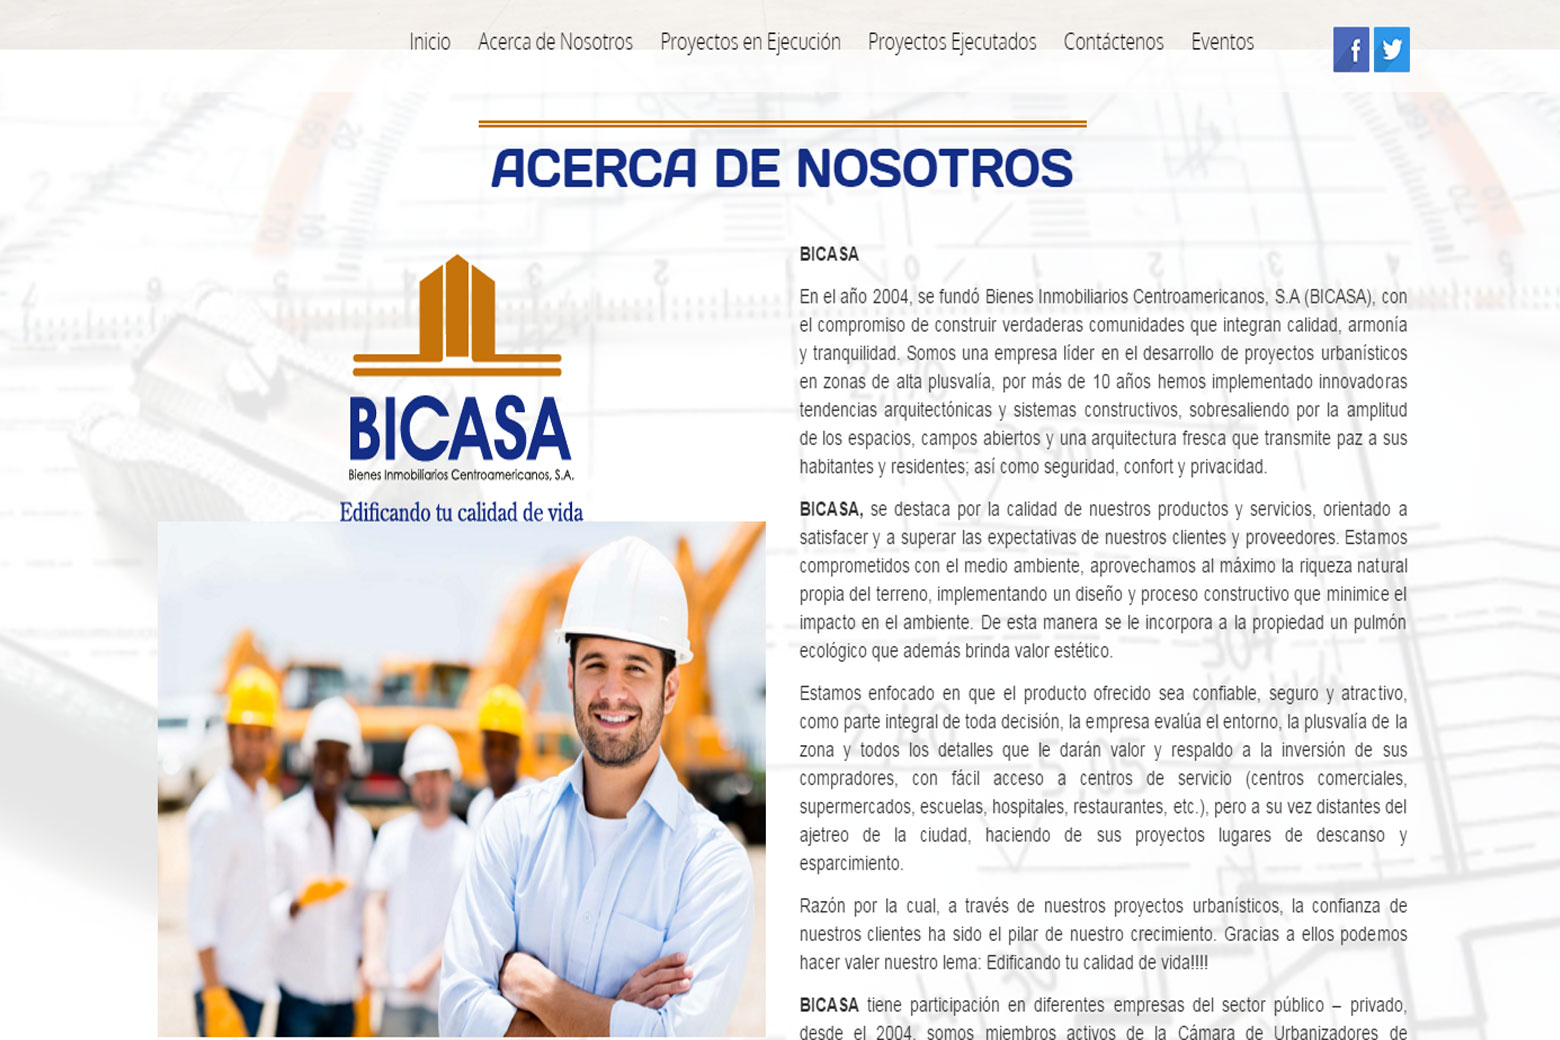 Inicio Acerca de Nosotros Proyectos en Ejecución Proyectos Ejecutados Contáctenos Eventos
ACERCA DE NOSOTROS
BICASA
Bienes Inmobiliarios Centroamericanos, S.A.
Edificando tu calidad de vida
BICASA
En el año 2004, se fundó Bienes Inmobiliarios Centroamericanos, S.A (BICASA), con
el compromiso de construir verdaderas comunidades que integran calidad, armonía
y tranquilidad. Somos una empresa líder en el desarrollo de proyectos urbanísticos
en zonas de alta plusvalía, por más de 10 años hemos implementado innovadoras
tendencias arquitectónicas y sistemas constructivos, sobresaliendo por la amplitud
de los espacios, campos abiertos y una arquitectura fresca que transmite paz a sus
habitantes y residentes; así como seguridad, confort y privacidad.
BICASA, se destaca por la calidad de nuestros productos y servicios, orientado a
satisfacer y a superar las expectativas de nuestros clientes y proveedores. Estamos
comprometidos con el medio ambiente, aprovechamos al máximo la riqueza natural
propia del terreno, implementando un diseño y proceso constructivo que minimice el
impacto en el ambiente. De esta manera se le incorpora a la propiedad un pulmón
ecológico que además brinda valor estético.
Estamos enfocado en que el producto ofrecido sea confiable, seguro y atractivo,
como parte integral de toda decisión, la empresa evalúa el entorno, la plusvalía de la
zona y todos los detalles que le darán valor y respaldo a la inversión de sus
compradores, con fácil acceso a centros de servicio (centros comerciales,
supermercados, escuelas, hospitales, restaurantes, etc.), pero a su vez distantes del
ajetreo de la ciudad, haciendo de sus proyectos lugares de descanso y
esparcimiento.
Razón por la cual, a través de nuestros proyectos urbanísticos, la confianza de
nuestros clientes ha sido el pilar de nuestro crecimiento. Gracias a ellos podemos
hacer valer nuestro lema: Edificando tu calidad de vida!!!!
BICASA tiene participación en diferentes empresas del sector público – privado,
desde el 2004, somos miembros activos de la Cámara de Urbanizadores de